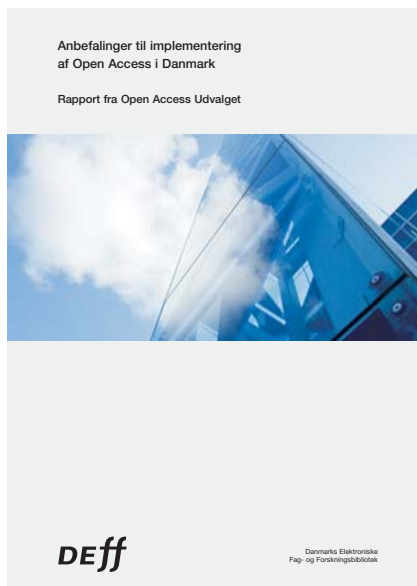 Anbefalinger til implementering
af Open Access i Danmark
Rapport fra Open Access Udvalget
DEff
Danmarks Elektroniske
Fag- og Forskningsbibliotek